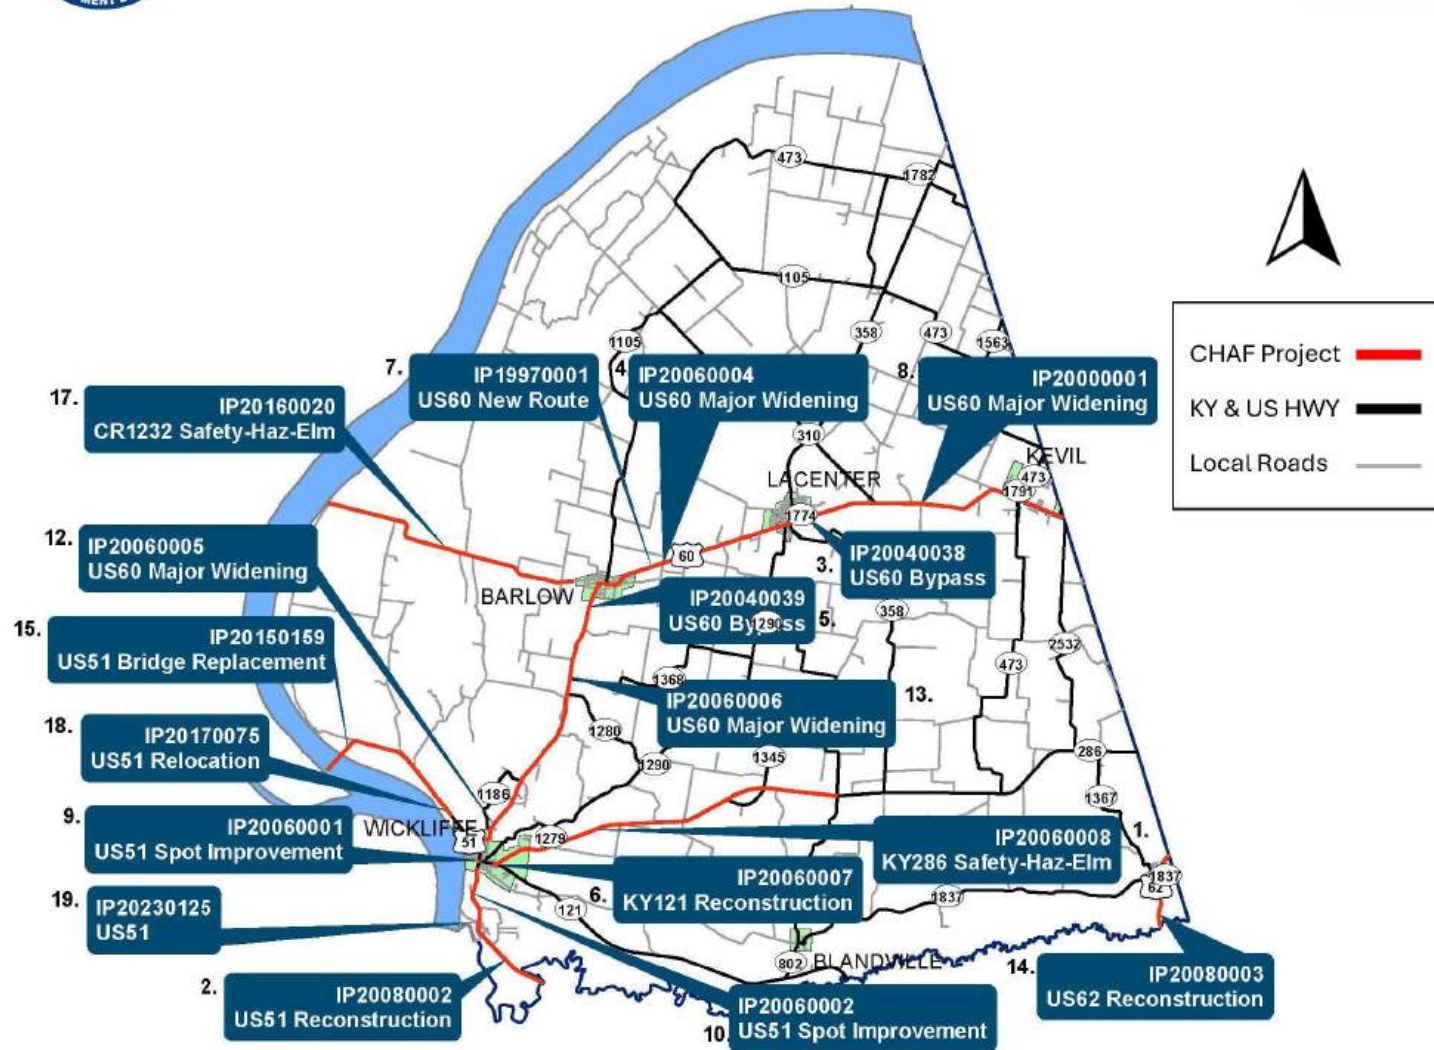 MENT
473
1782
1105
358
473
1563
1105
7.
IP19970001
US60 New Route
4
IP20060004
US60 Major Widening
8.
IP20000001
US60 Major Widening
CHAF Project
KY & US HWY
Local Roads
17.
IP20160020
CR1232 Safety-Haz-Elm
310
LACENTER
KEVIL
473
1791
1774
12.
IP20060005
US60 Major Widening
60
3.
IP20040038
US60 Bypass
BARLOW
IP20040039
US60 Bypass
1290
5.
358
2532
15.
IP20150159
US51 Bridge Replacement
1368
473
13.
IP20060006
US60 Major Widening
18.
IP20170075
US51 Relocation
1280
1290
1345
286
1186
1367
9.
IP20060001
US51 Spot Improvement
WICKLIFFE
51
1279
IP20060008
KY286 Safety-Haz-Elm
1.
1837
62
6.
IP20060007
KY121 Reconstruction
19.
IP20230125
US51
121
1837
802
BLANDVILLE
2.
IP20080002
US51 Reconstruction
10.
IP20060002
US51 Spot Improvement
14.
IP20080003
US62 Reconstruction